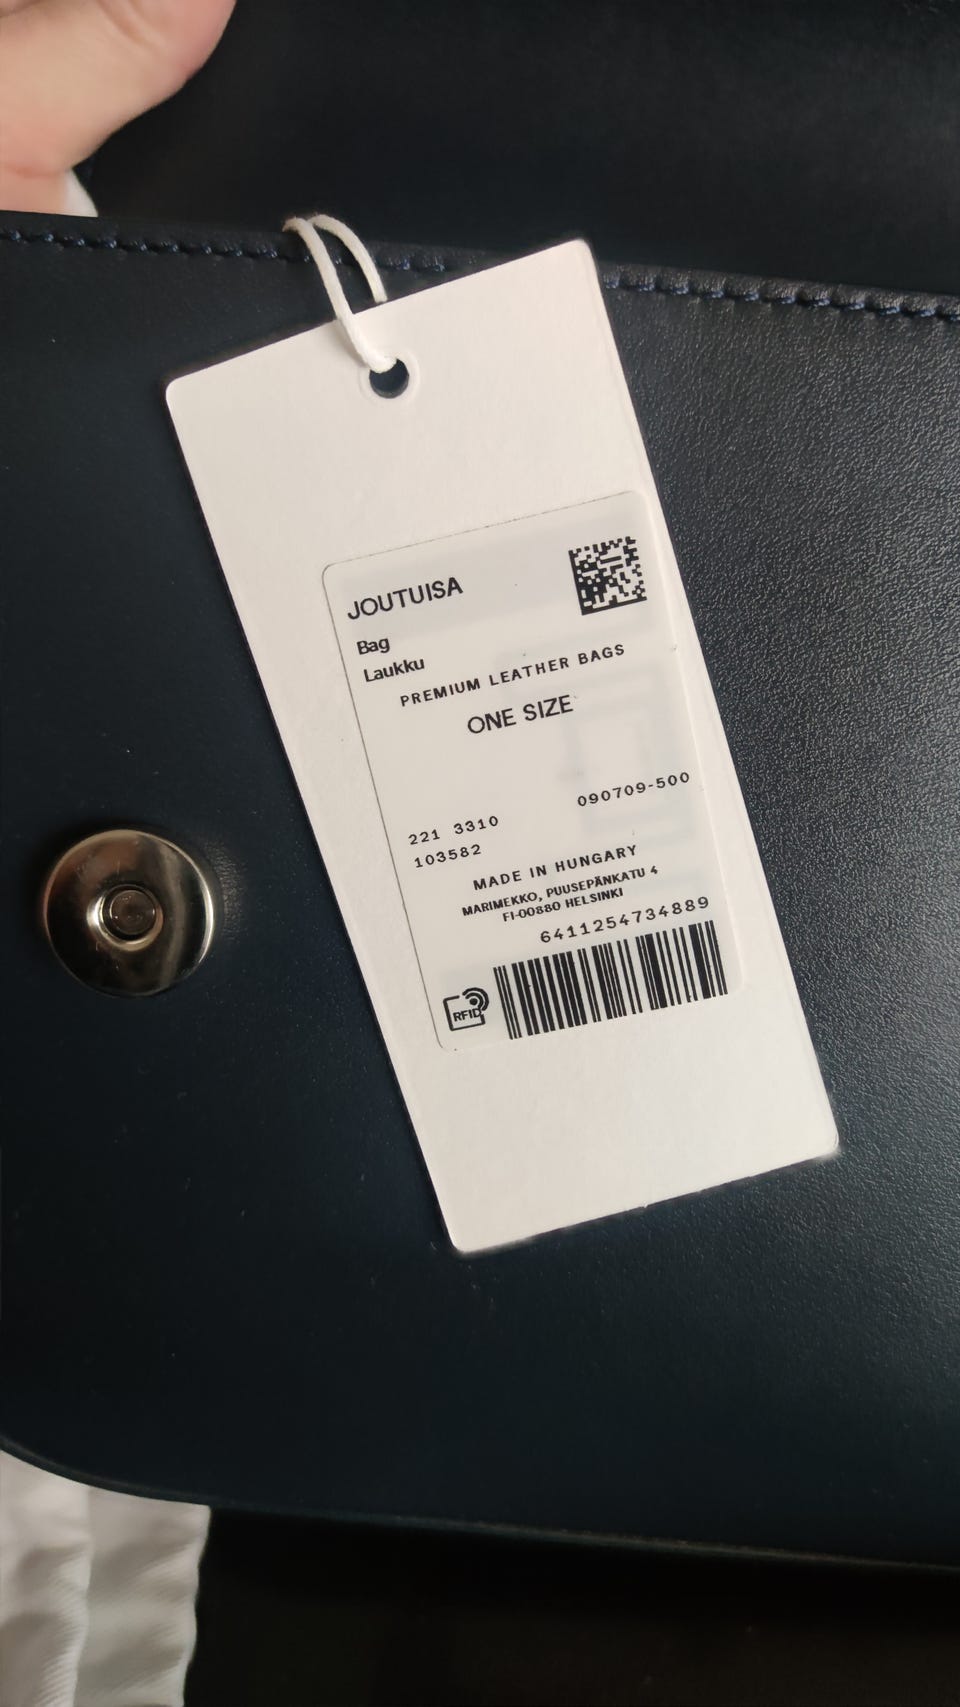 JOUTUISA
Bag
Laukku
PREMIUM LEATHER BAGS
ONE SIZE
090709-500
221 3310
103582
MADE IN HUNGARY
MARIMEKKO, PUUSEPÄNKATU 4
FI-00880 HELSINKI
6411254734889
RFID